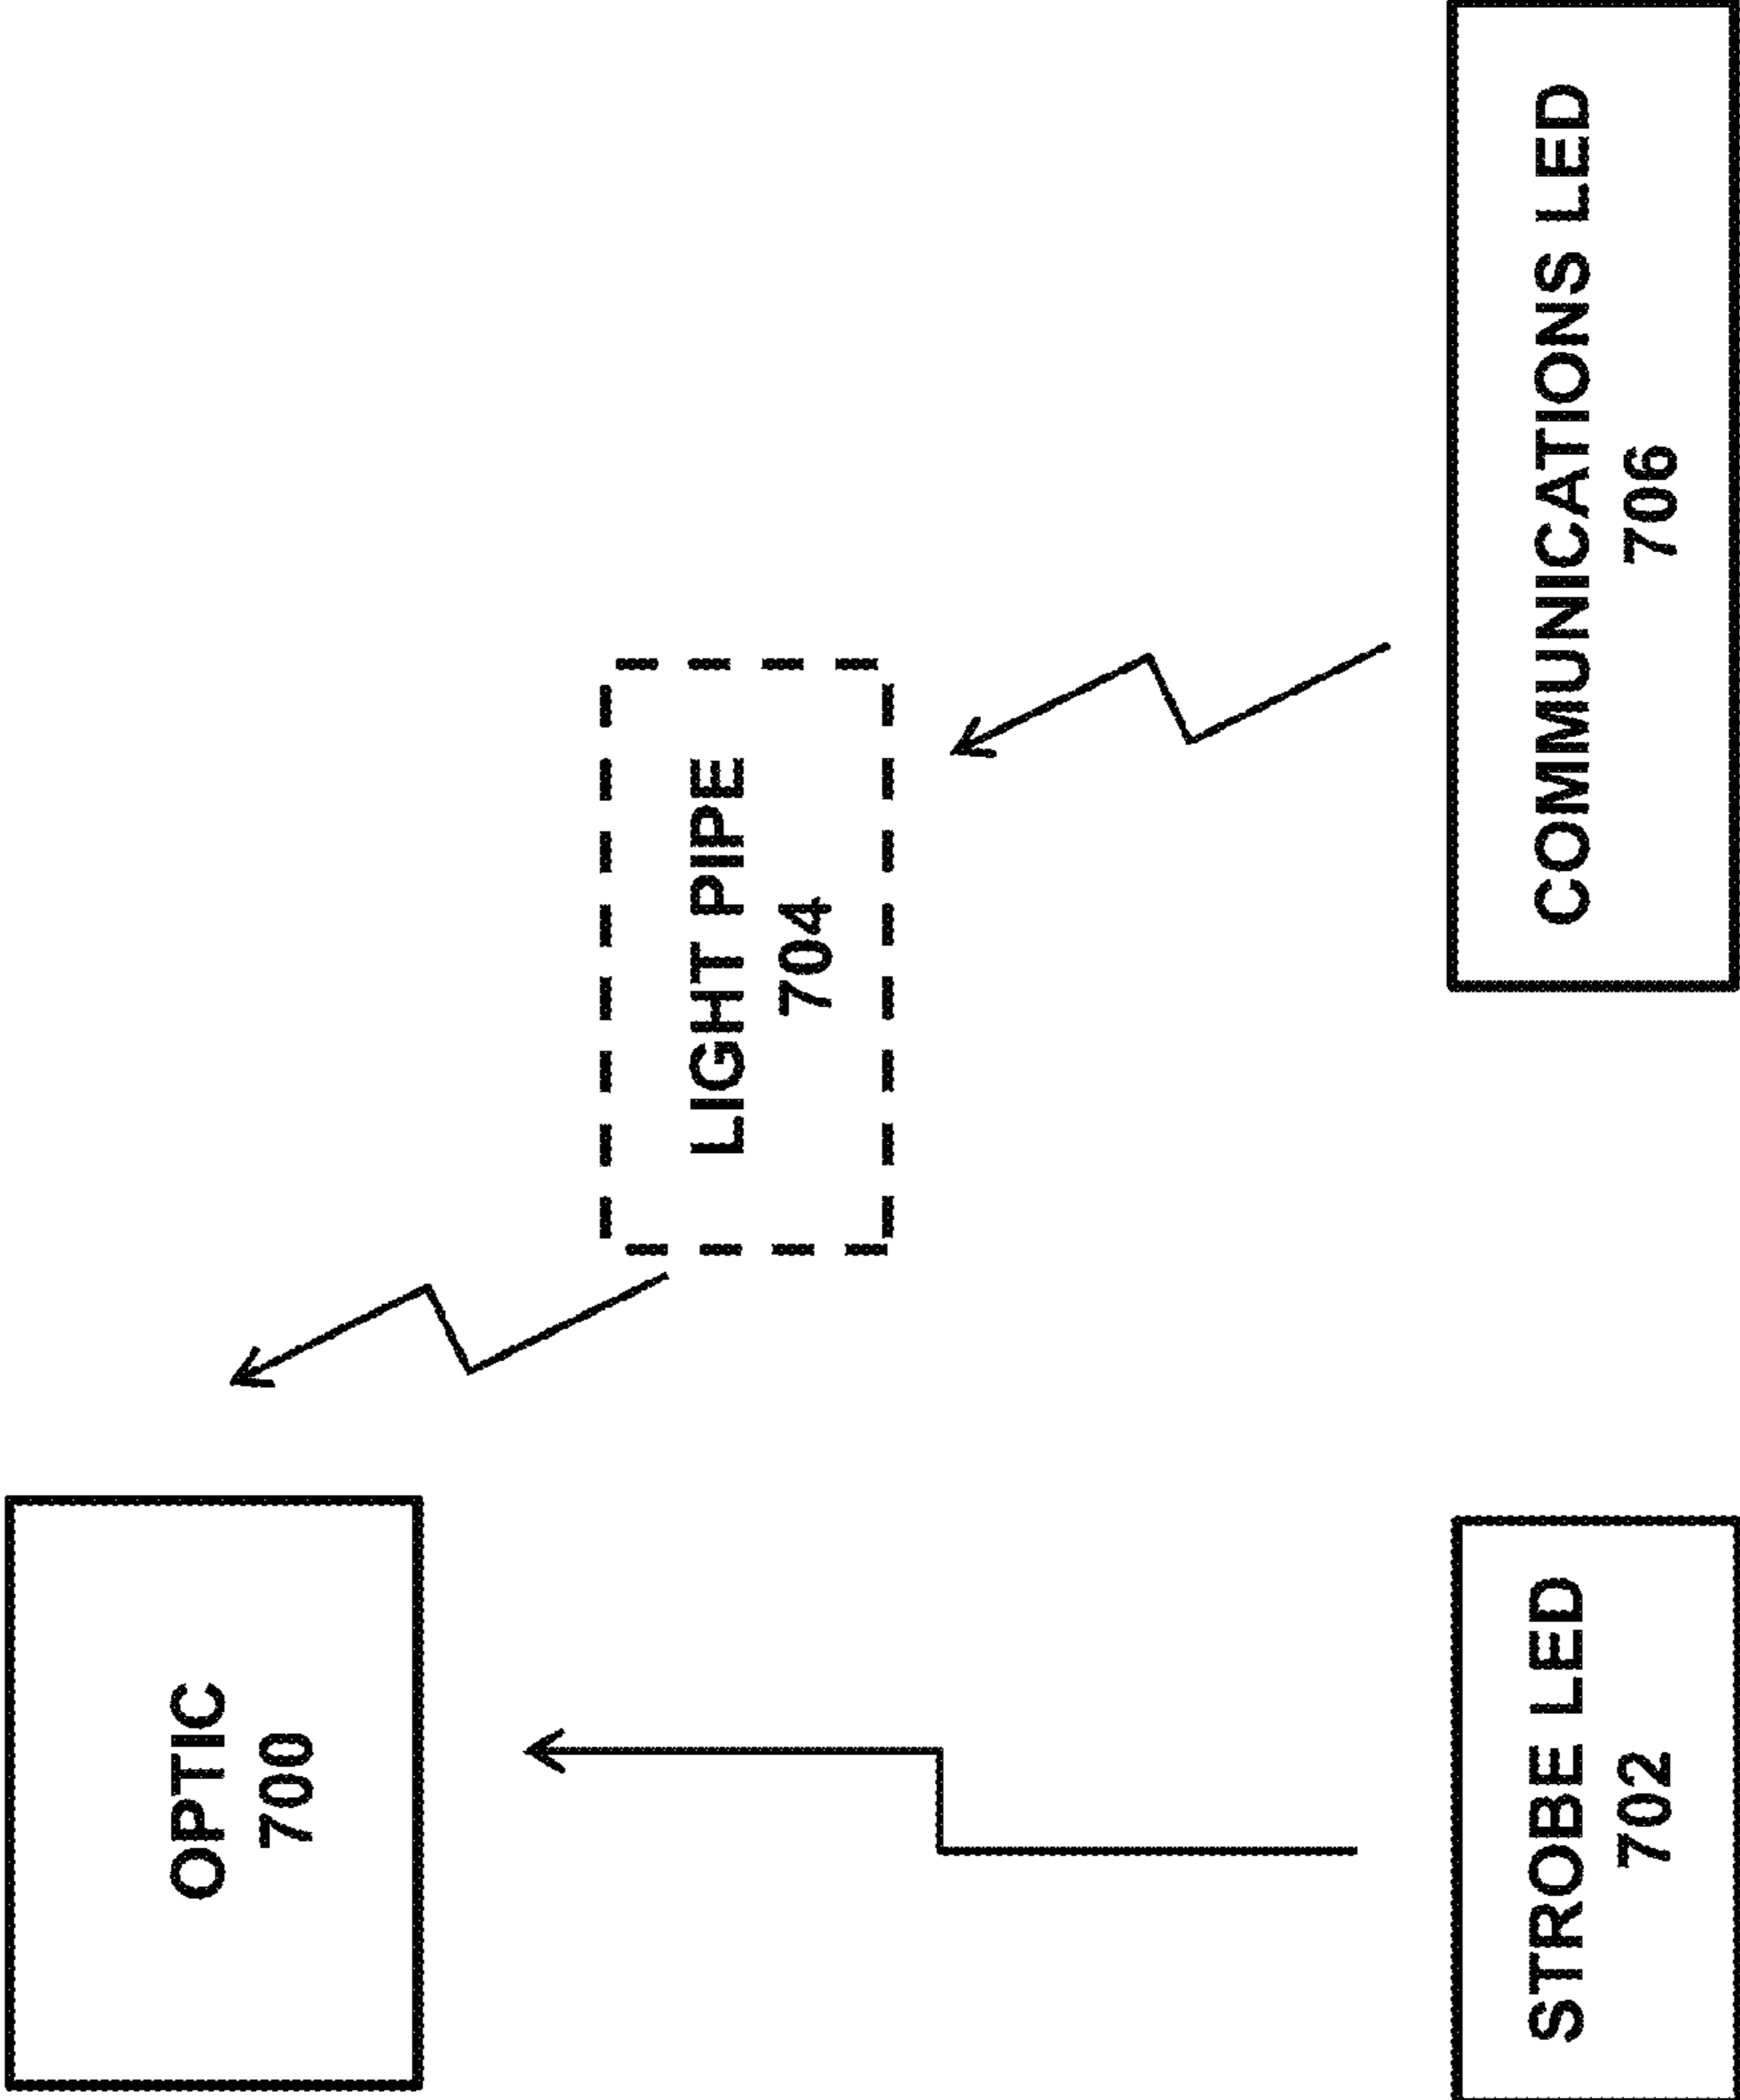 OPTIC
700
LIGHT PIPE
704
STROBE LED
702
COMMUNICATIONS LED
706